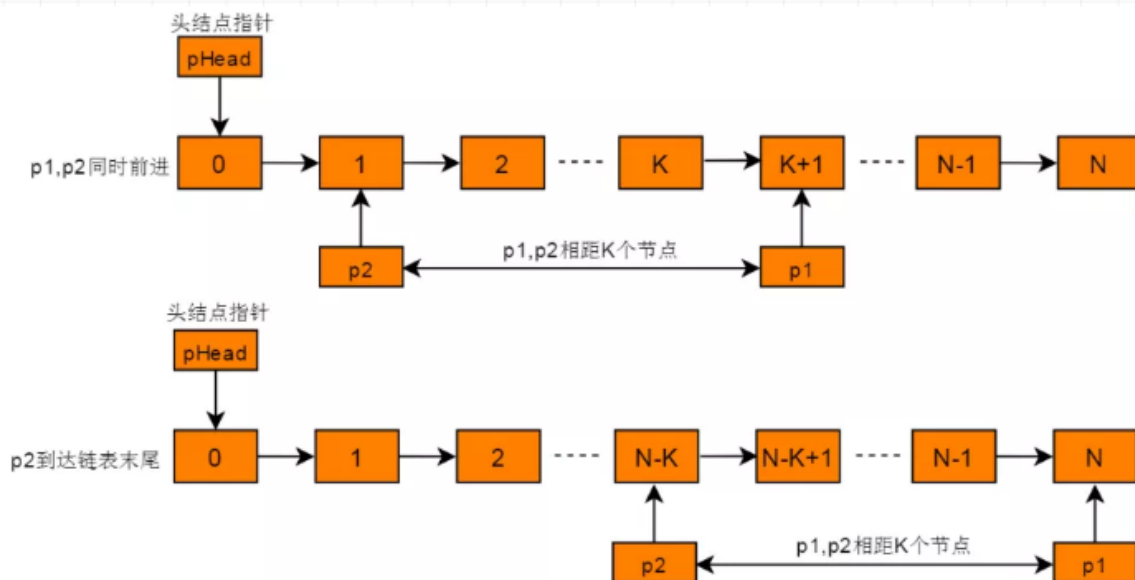 头结点指针
pHead
p1,p2同时前进
0
1
2
K
K+1
N-1
N
p1,p2相距K个节点
p2
p1
头结点指针
pHead
p2到达链表末尾
0
1
2
N-K
N-K+1
N-1
N
p1,p2相距K个节点
p2
p1